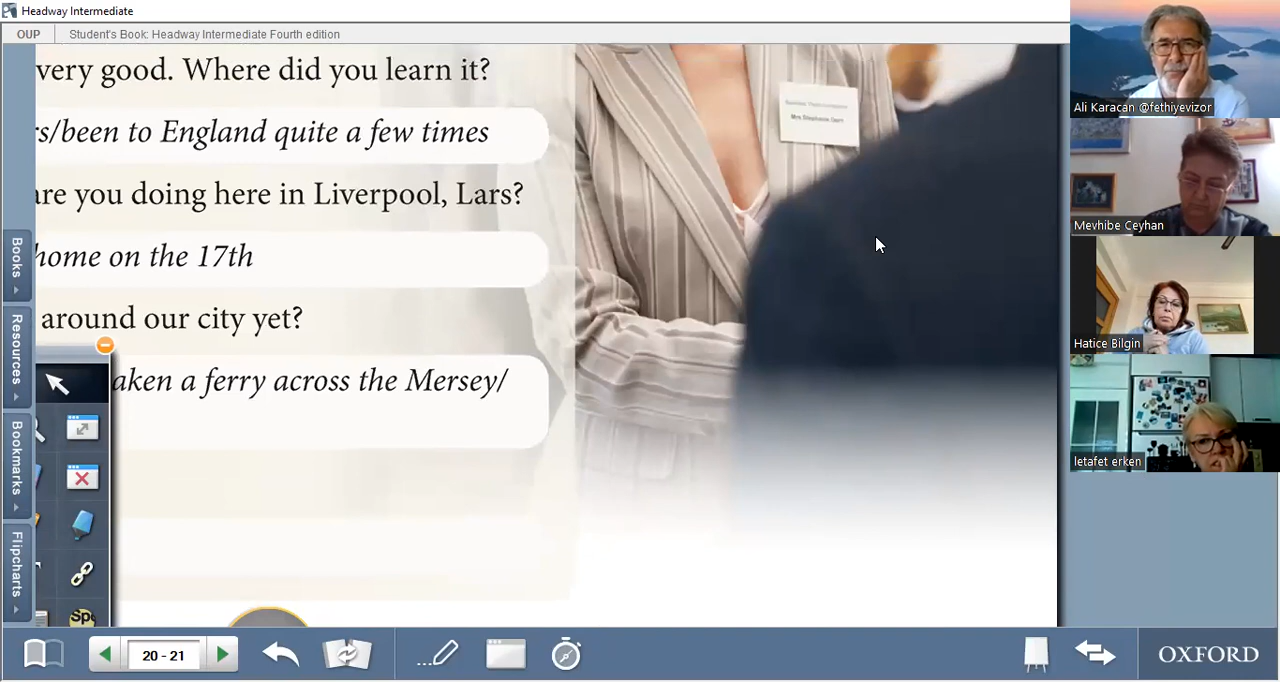 Headway Intermediate
OUP
Student's Book: Headway Intermediate Fourth edition
very good. Where did you learn it?
rs/been to England quite a few times
are you doing here in Liverpool, Lars?
home on the 17th
around our city yet?
aken a ferry across the Mersey/
Mrs Stephanie
Books
Resources
Bookmarks
Flipcharts
Spo
20 - 21
OXFORD
Ali Karacan @fethiyevizor
Mevhibe Ceyhan
Hatice Bilgin
letafet erken